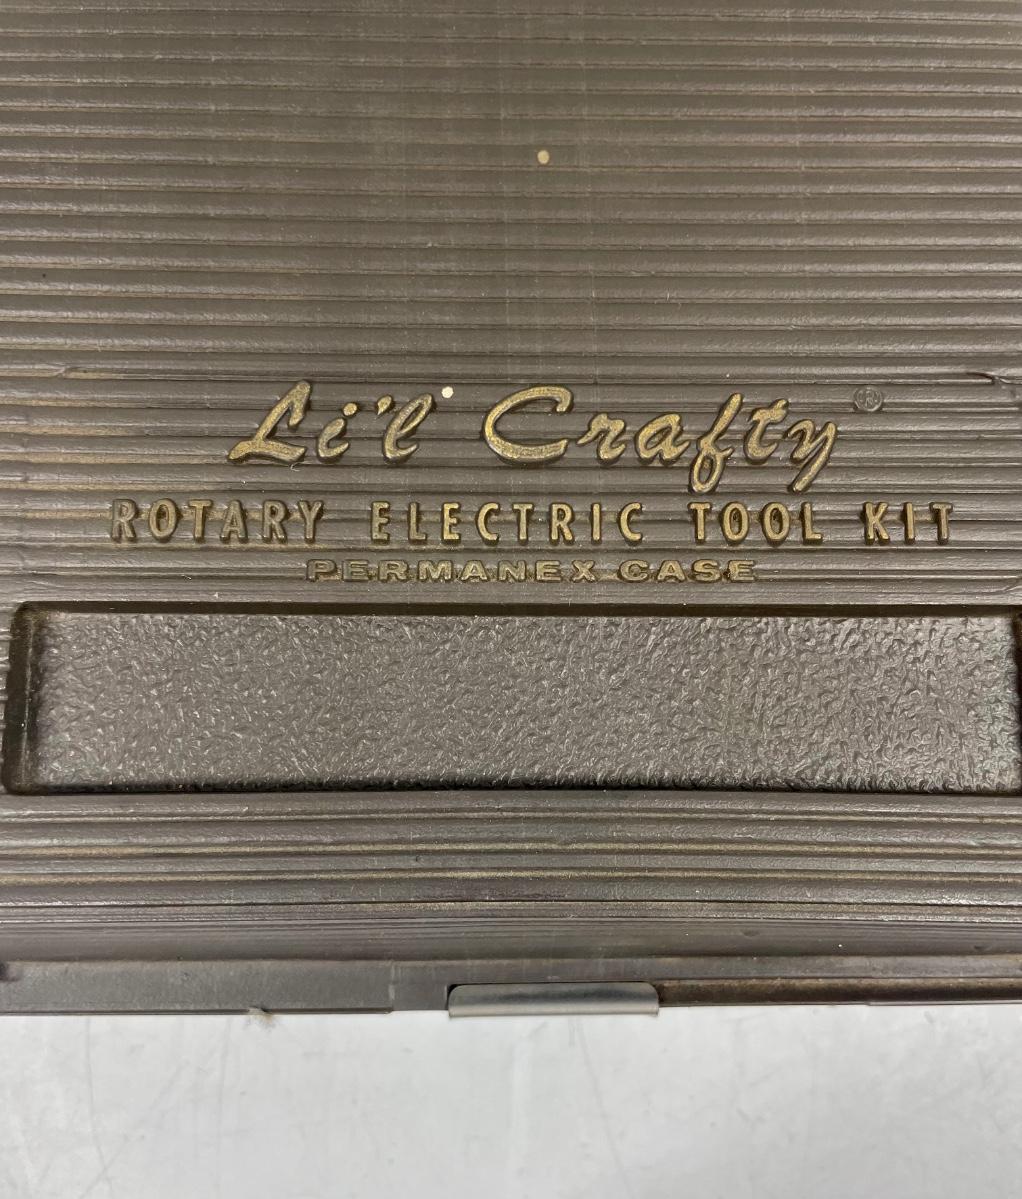 Li'l Crafty ®
ROTARY ELECTRIC TOOL KIT
PERMANEX CASE